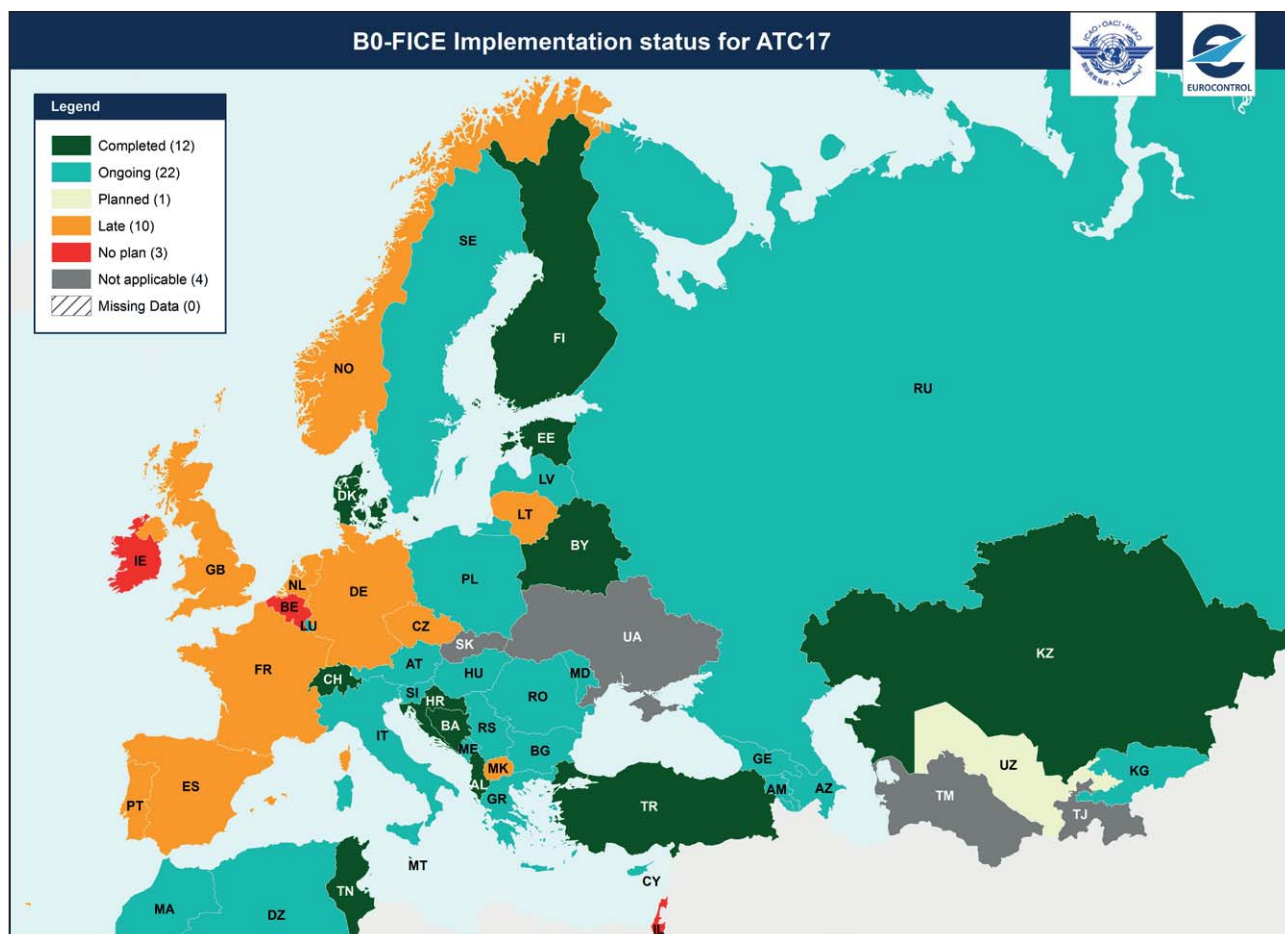 B0-FICE Implementation status for ATC17
ICAO · OACI · ИКАО
EUROCONTROL
Legend
Completed (12)
Ongoing (22)
Planned (1)
Late (10)
No plan (3)
Not applicable (4)
Missing Data (0)
SE
FI
NO
RU
EE
LV
DK
LT
BY
IE
GB
NL
DE
PL
BE
LU
CZ
SK
UA
KZ
FR
CH
AT
HU
MD
SI
HR
RO
BA
RS
IT
ME
BG
MK
AL
GR
GE
AM
AZ
UZ
KG
TM
TJ
PT
ES
TR
MT
CY
TN
MA
DZ
IL